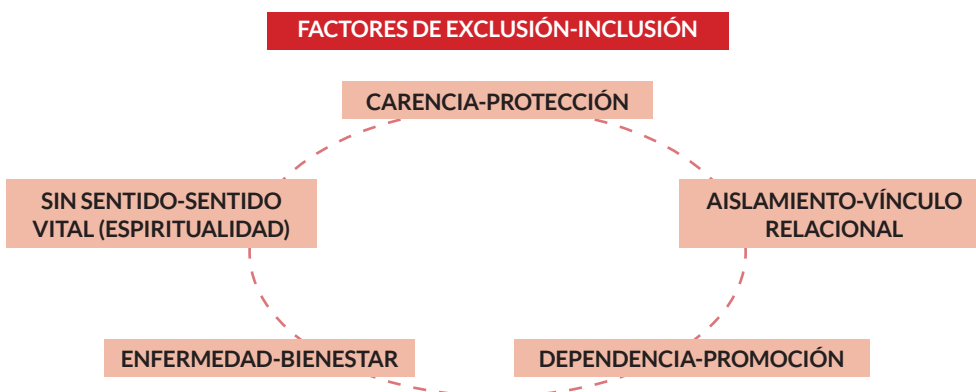 FACTORES DE EXCLUSIÓN-INCLUSIÓN
CARENCIA-PROTECCIÓN
SIN SENTIDO-SENTIDO
VITAL (ESPIRITUALIDAD)
AISLAMIENTO-VÍNCULO
RELACIONAL
ENFERMEDAD-BIENESTAR
DEPENDENCIA-PROMOCIÓN